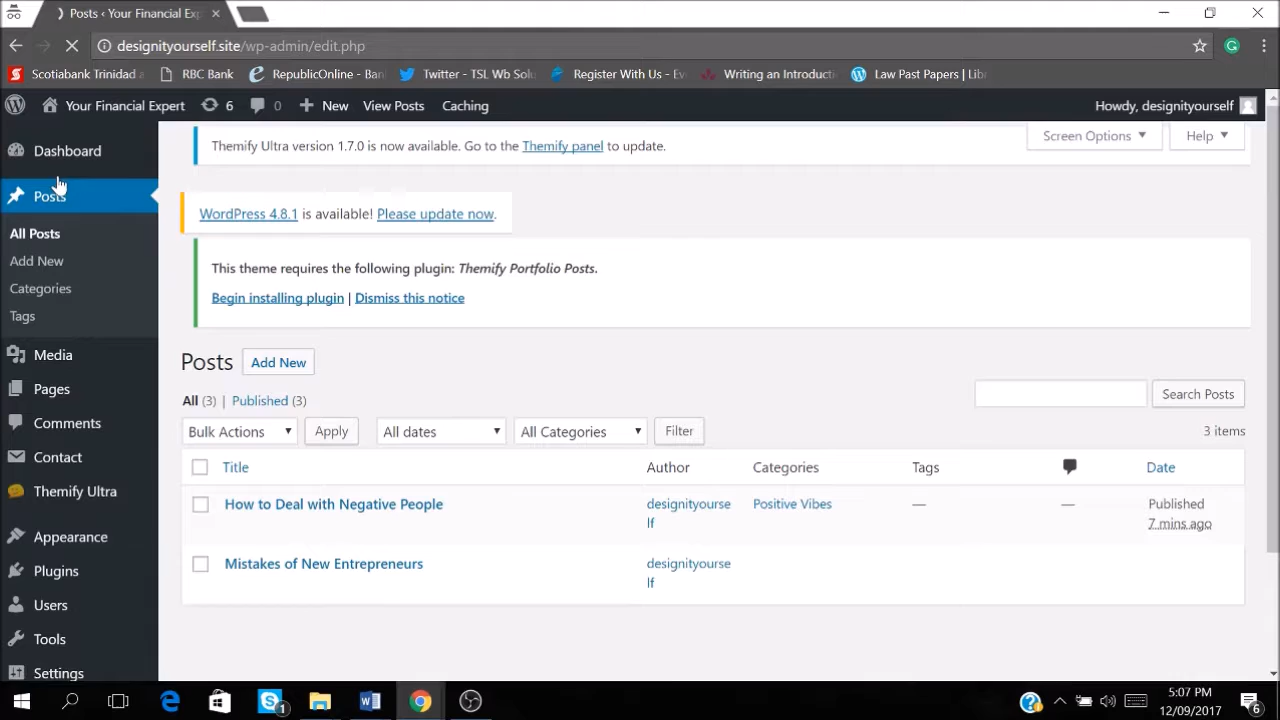 Posts ‹ Your Financial Exp
designityourself.site/wp-admin/edit.php
Scotiabank Trinidad a RBC Bank RepublicOnline - Ban Twitter - TSL Wb Solu Register With Us - Eve Writing an Introducti Law Past Papers | Libr
Your Financial Expert 6 0 New View Posts Caching Howdy, designityourself
Dashboard
Posts
All Posts
Add New
Categories
Tags
Media
Pages
Comments
Contact
Themify Ultra
Appearance
Plugins
Users
Tools
Settings
Screen Options Help
Themify Ultra version 1.7.0 is now available. Go to the Themify panel to update.
WordPress 4.8.1 is available! Please update now.
This theme requires the following plugin: Themify Portfolio Posts.
Begin installing plugin | Dismiss this notice
Posts Add New
All (3) | Published (3)
Search Posts
Bulk Actions Apply All dates All Categories Filter 3 items
Title Author Categories Tags Date
How to Deal with Negative People designityourse Positive Vibes — — Published
lf 7 mins ago
Mistakes of New Entrepreneurs designityourse
lf
1 5:07 PM
12/09/2017 6